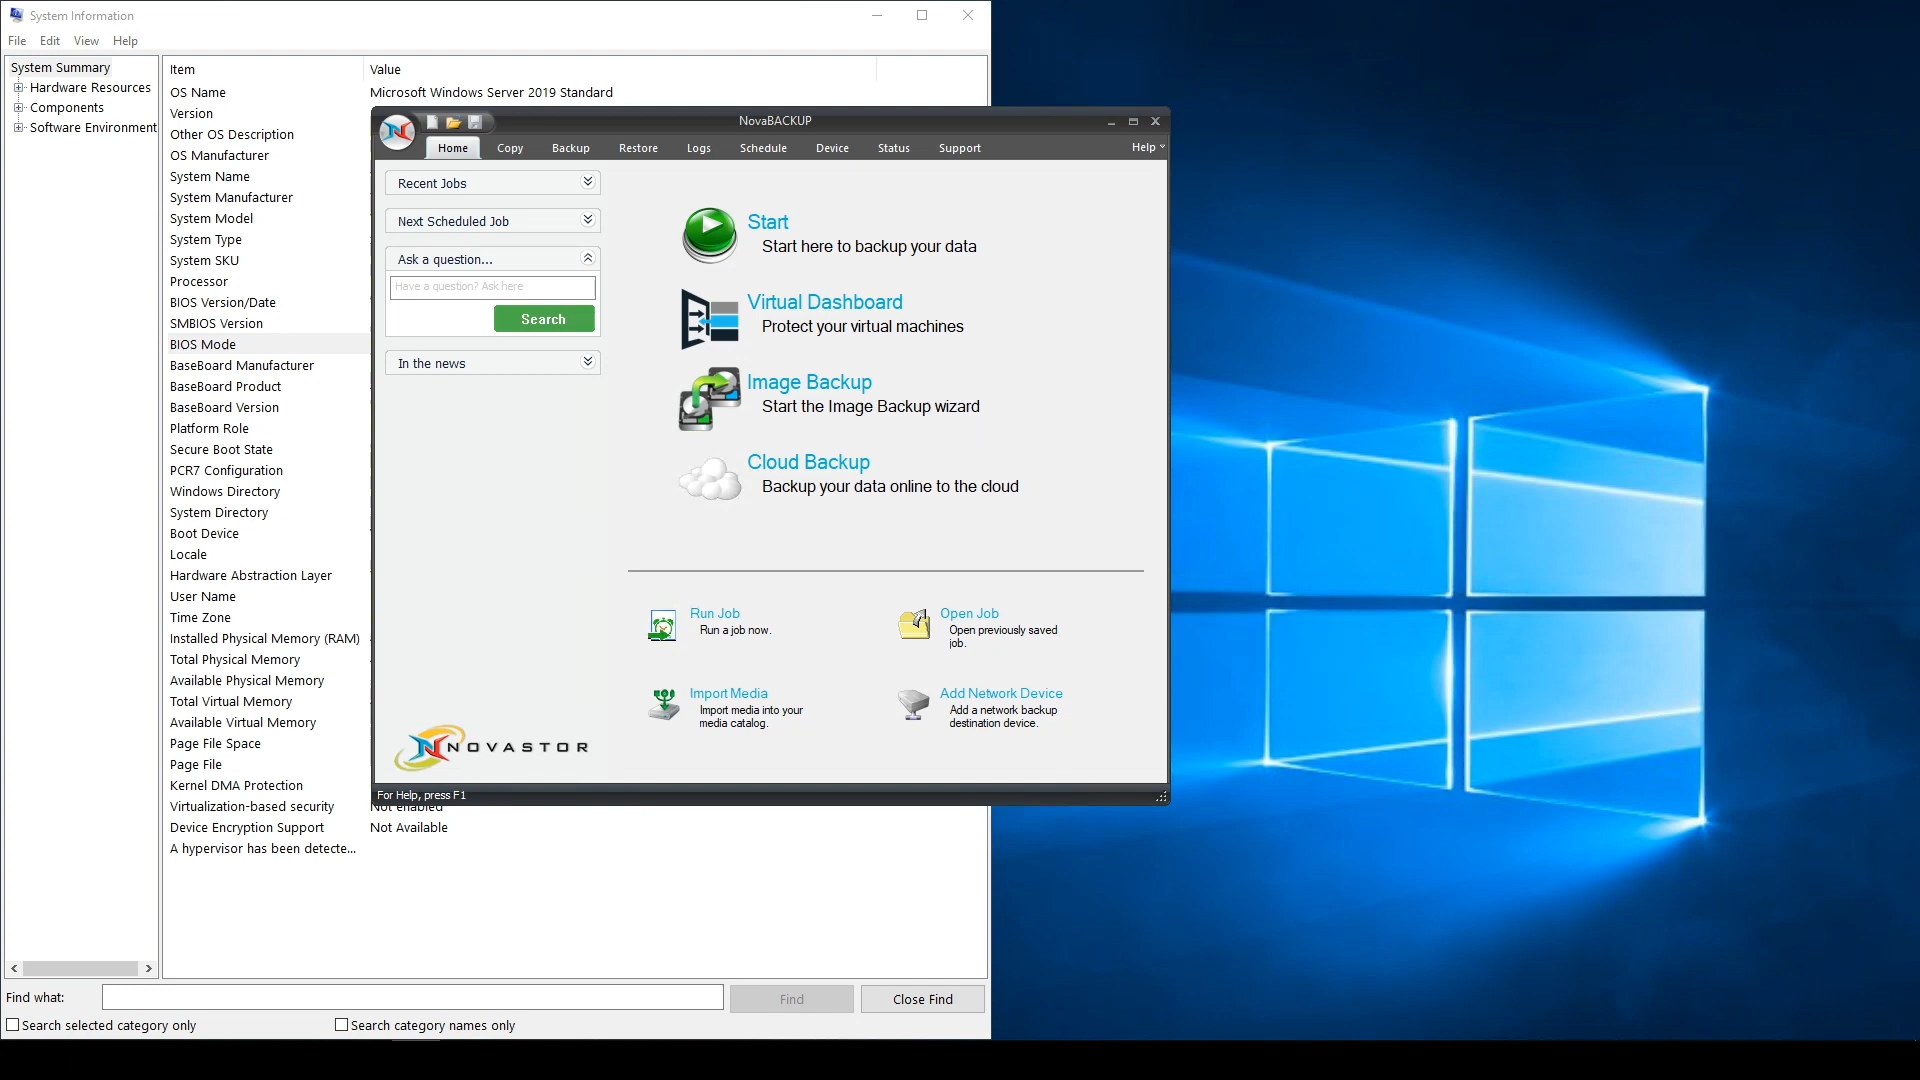 System Information
File Edit View Help
System Summary
Hardware Resources
Components
Software Environment
Item Value
OS Name Microsoft Windows Server 2019 Standard
Version
Other OS Description
OS Manufacturer
System Name
System Manufacturer
System Model
System Type
System SKU
Processor
BIOS Version/Date
SMBIOS Version
BIOS Mode
BaseBoard Manufacturer
BaseBoard Product
BaseBoard Version
Platform Role
Secure Boot State
PCR7 Configuration
Windows Directory
System Directory
Boot Device
Locale
Hardware Abstraction Layer
User Name
Time Zone
Installed Physical Memory (RAM)
Total Physical Memory
Available Physical Memory
Total Virtual Memory
Available Virtual Memory
Page File Space
Page File
Kernel DMA Protection
Virtualization-based security Not enabled
Device Encryption Support Not Available
A hypervisor has been detecte...
Find what:
Find
Close Find
Search selected category only
Search category names only
NovaBACKUP
Home Copy Backup Restore Logs Schedule Device Status Support Help
Recent Jobs
Next Scheduled Job
Ask a question...
Have a question? Ask here
Search
In the news
NOVASTOR
Start
Start here to backup your data
Virtual Dashboard
Protect your virtual machines
Image Backup
Start the Image Backup wizard
Cloud Backup
Backup your data online to the cloud
Run Job
Run a job now.
Open Job
Open previously saved
job.
Import Media
Import media into your
media catalog.
Add Network Device
Add a network backup
destination device.
For Help, press F1